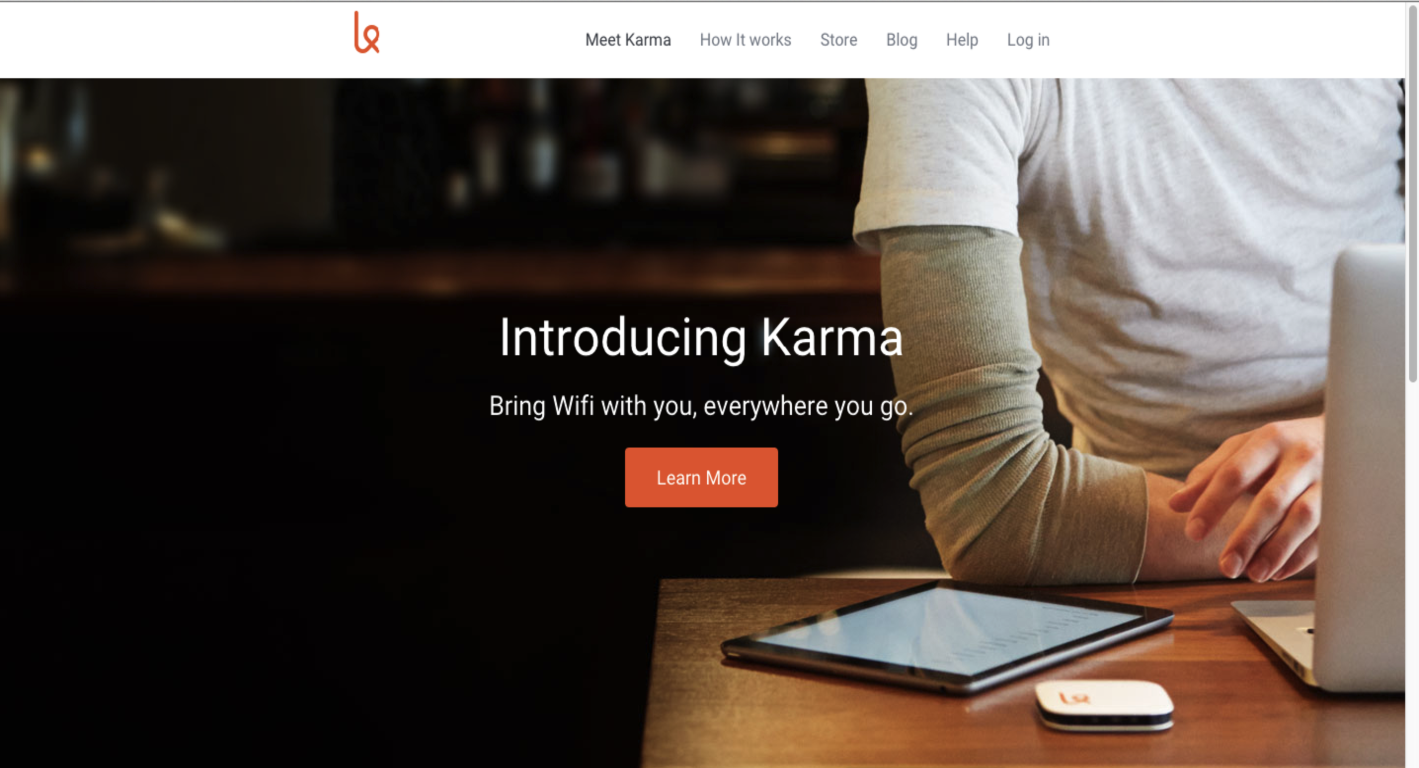 Meet Karma How It works Store Blog Help Log in
Introducing Karma
Bring Wifi with you, everywhere you go.
Learn More